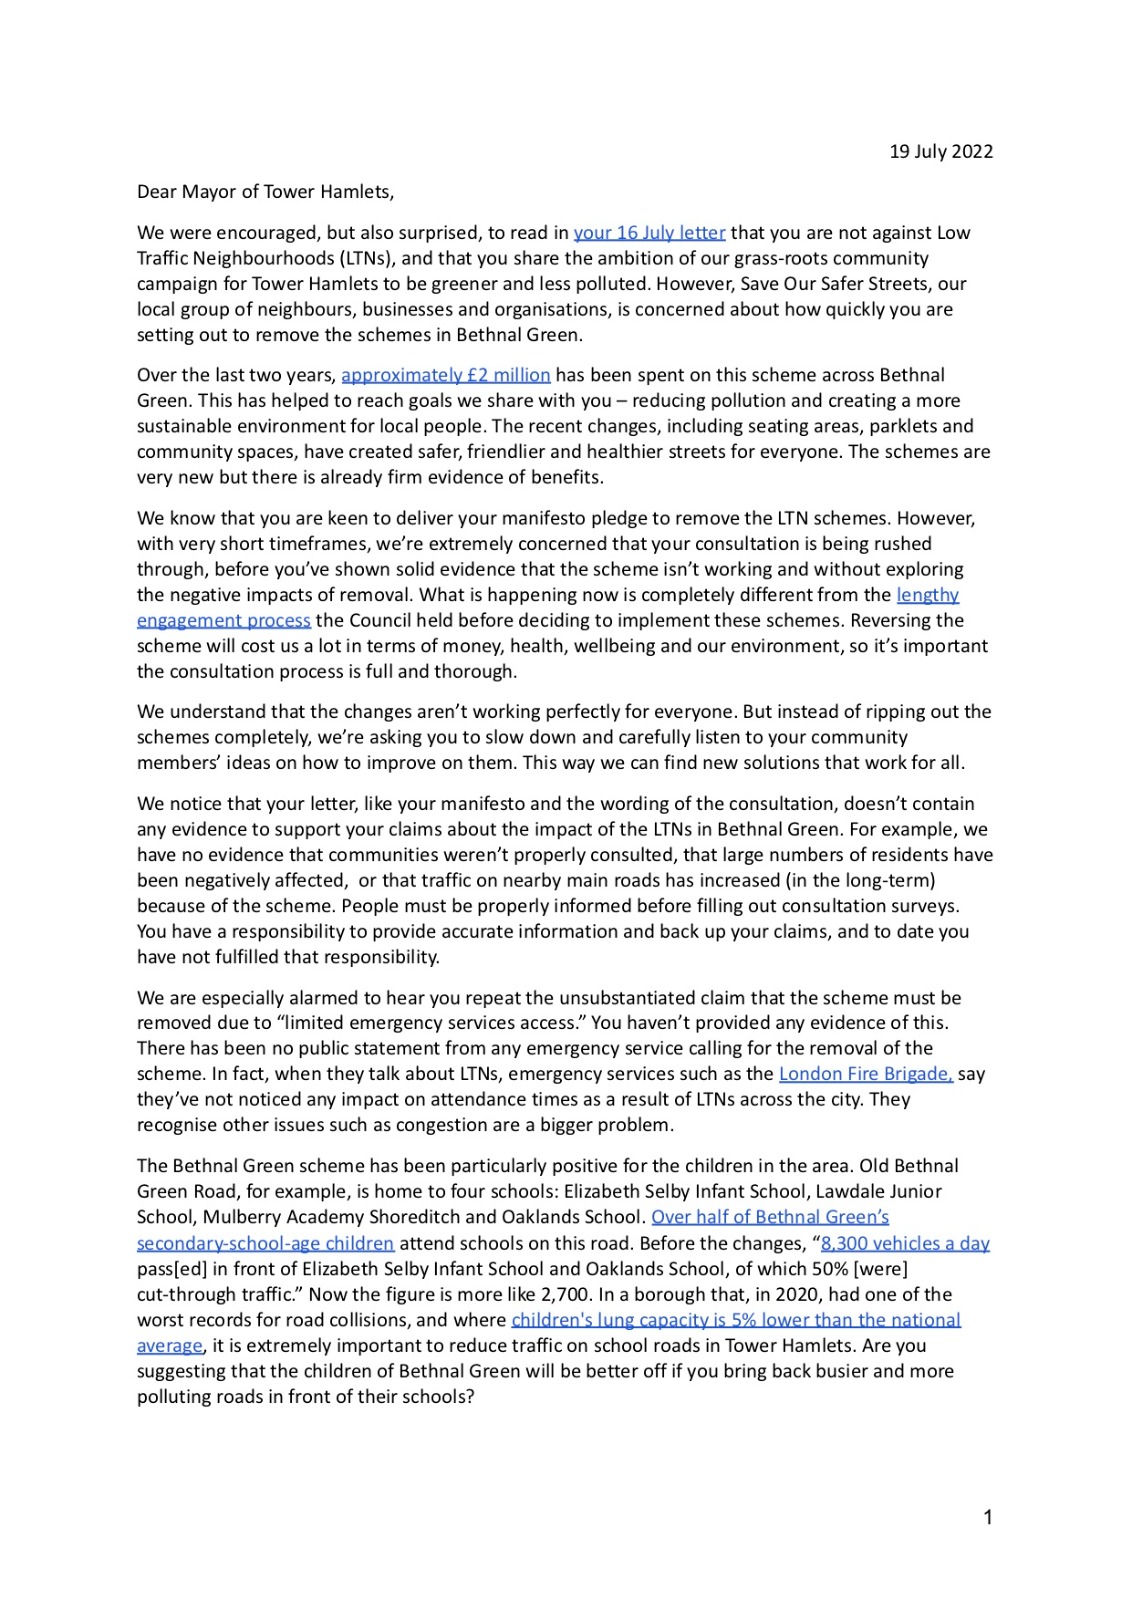 19 July 2022
Dear Mayor of Tower Hamlets,
We were encouraged, but also surprised, to read in your 16 July letter that you are not against Low
Traffic Neighbourhoods (LTNs), and that you share the ambition of our grass-roots community
campaign for Tower Hamlets to be greener and less polluted. However, Save Our Safer Streets, our
local group of neighbours, businesses and organisations, is concerned about how quickly you are
setting out to remove the schemes in Bethnal Green.
Over the last two years, approximately £2 million has been spent on this scheme across Bethnal
Green. This has helped to reach goals we share with you – reducing pollution and creating a more
sustainable environment for local people. The recent changes, including seating areas, parklets and
community spaces, have created safer, friendlier and healthier streets for everyone. The schemes are
very new but there is already firm evidence of benefits.
We know that you are keen to deliver your manifesto pledge to remove the LTN schemes. However,
with very short timeframes, we’re extremely concerned that your consultation is being rushed
through, before you’ve shown solid evidence that the scheme isn’t working and without exploring
the negative impacts of removal. What is happening now is completely different from the lengthy
engagement process the Council held before deciding to implement these schemes. Reversing the
scheme will cost us a lot in terms of money, health, wellbeing and our environment, so it’s important
the consultation process is full and thorough.
We understand that the changes aren’t working perfectly for everyone. But instead of ripping out the
schemes completely, we’re asking you to slow down and carefully listen to your community
members’ ideas on how to improve on them. This way we can find new solutions that work for all.
We notice that your letter, like your manifesto and the wording of the consultation, doesn’t contain
any evidence to support your claims about the impact of the LTNs in Bethnal Green. For example, we
have no evidence that communities weren’t properly consulted, that large numbers of residents have
been negatively affected,  or that traffic on nearby main roads has increased (in the long-term)
because of the scheme. People must be properly informed before filling out consultation surveys.
You have a responsibility to provide accurate information and back up your claims, and to date you
have not fulfilled that responsibility.
We are especially alarmed to hear you repeat the unsubstantiated claim that the scheme must be
removed due to “limited emergency services access.” You haven’t provided any evidence of this.
There has been no public statement from any emergency service calling for the removal of the
scheme. In fact, when they talk about LTNs, emergency services such as the London Fire Brigade, say
they’ve not noticed any impact on attendance times as a result of LTNs across the city. They
recognise other issues such as congestion are a bigger problem.
The Bethnal Green scheme has been particularly positive for the children in the area. Old Bethnal
Green Road, for example, is home to four schools: Elizabeth Selby Infant School, Lawdale Junior
School, Mulberry Academy Shoreditch and Oaklands School. Over half of Bethnal Green’s
secondary-school-age children attend schools on this road. Before the changes, “8,300 vehicles a day
pass[ed] in front of Elizabeth Selby Infant School and Oaklands School, of which 50% [were]
cut-through traffic.” Now the figure is more like 2,700. In a borough that, in 2020, had one of the
worst records for road collisions, and where children's lung capacity is 5% lower than the national
average, it is extremely important to reduce traffic on school roads in Tower Hamlets. Are you
suggesting that the children of Bethnal Green will be better off if you bring back busier and more
polluting roads in front of their schools?
1